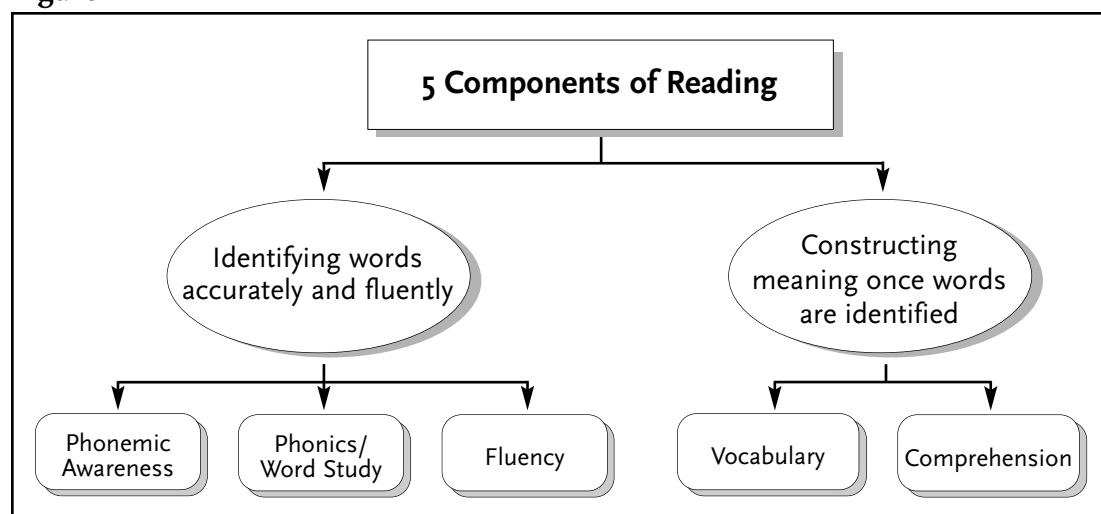 5 Components of Reading
Identifying words
accurately and fluently
Constructing
meaning once words
are identified
Phonemic
Awareness
Phonics/
Word Study
Fluency
Vocabulary
Comprehension